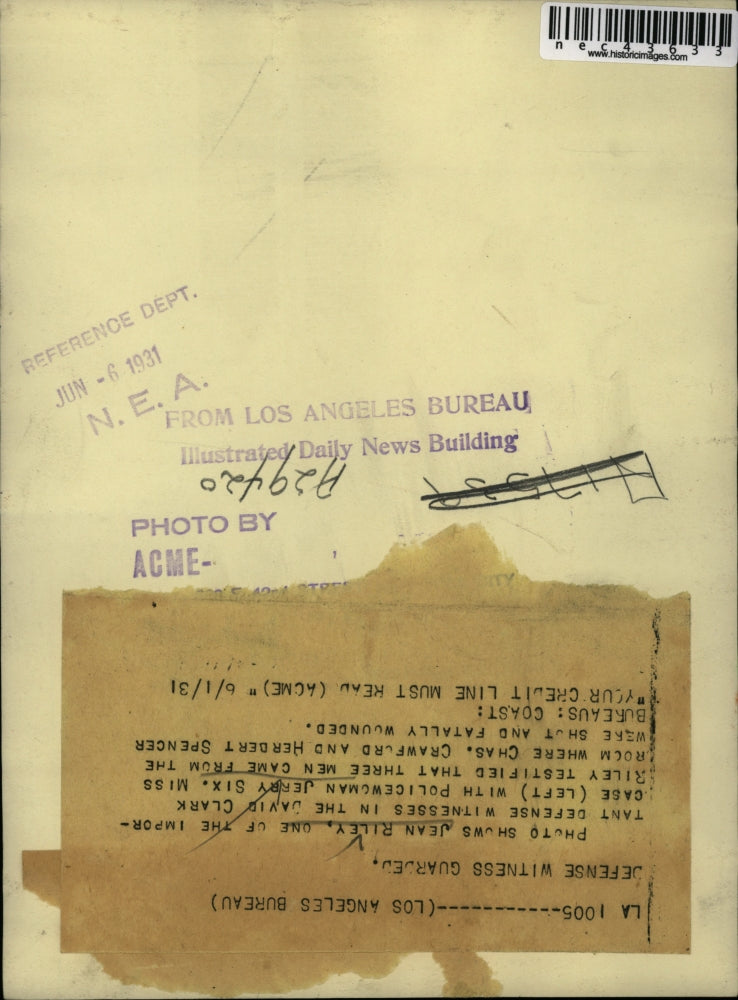 nec43633
www.historicimages.com
REFERENCE DEPT.
JUN -6 1931
N. E. A.
FROM LOS ANGELES BUREAU
Illustrated Daily News Building
A29420
PHOTO BY
ACME-
LA 1005------------(LOS ANGELES BUREAU)
DEFENSE WITNESS GUARDED.
PHOTO SHOWS JEAN RILEY, ONE OF THE IMPOR-
TANT DEFENSE WITNESSES IN THE DAVID CLARK
CASE (LEFT) WITH POLICEWOMAN JERRY SIX. MISS
RILEY TESTIFIED THAT THREE MEN CAME FROM THE
ROOM WHERE CHAS. CRAWFORD AND HERBERT SPENCER
WERE SHOT AND FATALLY WOUNDED.
BUREAUS: COAST:
"YOUR CREDIT LINE MUST READ (ACME)" 6/1/31